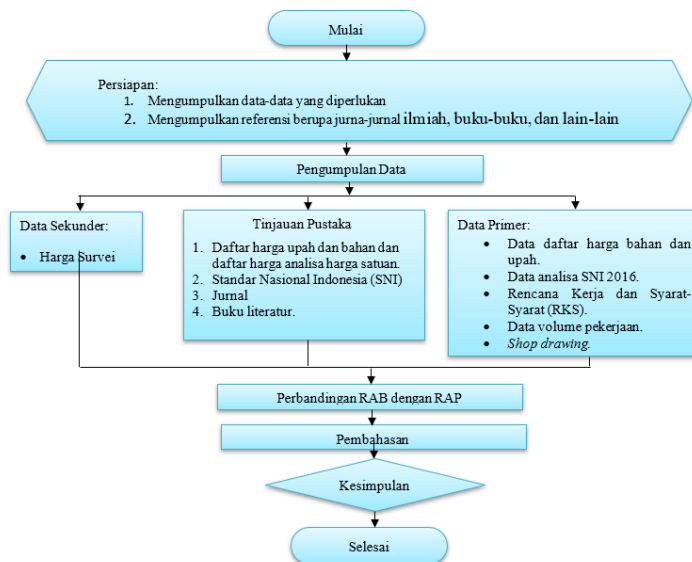 Mulai
Persiapan:
1. Mengumpulkan data-data yang diperlukan
2. Mengumpulkan referensi berupa jurna-jurnal ilmiah, buku-buku, dan lain-lain
Pengumpulan Data
Data Sekunder:
• Harga Survei
Tinjauan Pustaka
1. Daftar harga upah dan bahan dan
daftar harga analisa harga satuan.
2. Standar Nasional Indonesia (SNI)
3. Jurnal
4. Buku literatur.
Data Primer:
• Data daftar harga bahan dan
upah.
• Data analisa SNI 2016.
• Rencana Kerja dan Syarat-
Syarat (RKS).
• Data volume pekerjaan.
• Shop drawing.
Perbandingan RAB dengan RAP
Pembahasan
Kesimpulan
Selesai